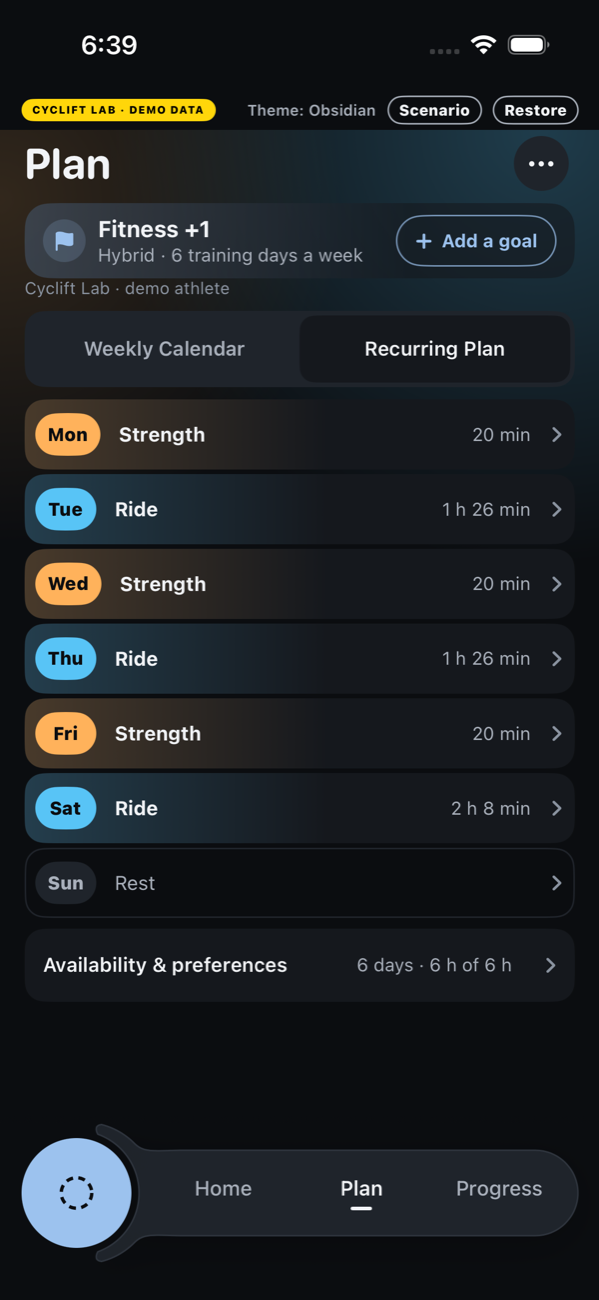 6:39
CYCLIFT LAB · DEMO DATA Theme: Obsidian Scenario Restore
Plan
Fitness +1
Hybrid · 6 training days a week
+ Add a goal
Cyclift Lab · demo athlete
Weekly Calendar Recurring Plan
Mon Strength 20 min
Tue Ride 1 h 26 min
Wed Strength 20 min
Thu Ride 1 h 26 min
Fri Strength 20 min
Sat Ride 2 h 8 min
Sun Rest
Availability & preferences 6 days · 6 h of 6 h
Home Plan Progress